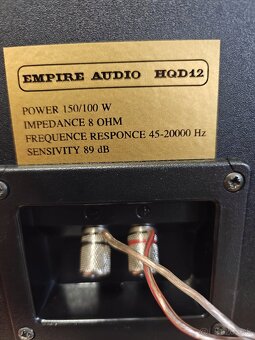 EMPIRE AUDIO HQD12
POWER 150/100 W
IMPEDANCE 8 OHM
FREQUENCE RESPONCE 45-20000 Hz
SENSIVITY 89 dB